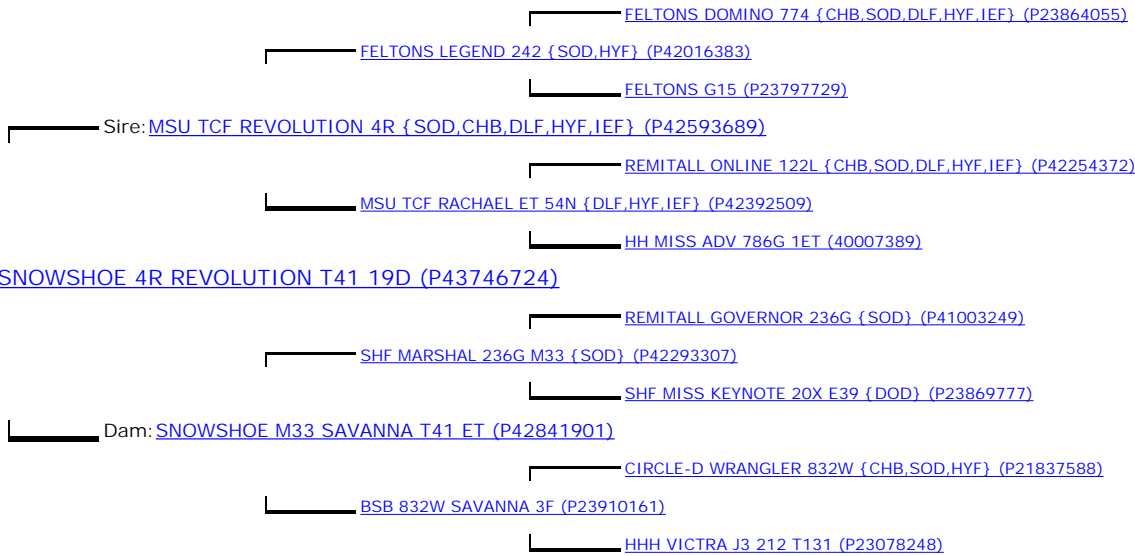 FELTONS DOMINO 774 {CHB,SOD,DLF,HYF,IEF} (P23864055)
FELTONS LEGEND 242 {SOD,HYF} (P42016383)
FELTONS G15 (P23797729)
Sire: MSU TCF REVOLUTION 4R {SOD,CHB,DLF,HYF,IEF} (P42593689)
REMITALL ONLINE 122L {CHB,SOD,DLF,HYF,IEF} (P42254372)
MSU TCF RACHAEL ET 54N {DLF,HYF,IEF} (P42392509)
HH MISS ADV 786G 1ET (40007389)
SNOWSHOE 4R REVOLUTION T41 19D (P43746724)
REMITALL GOVERNOR 236G {SOD} (P41003249)
SHF MARSHAL 236G M33 {SOD} (P42293307)
SHF MISS KEYNOTE 20X E39 {DOD} (P23869777)
Dam: SNOWSHOE M33 SAVANNA T41 ET (P42841901)
CIRCLE-D WRANGLER 832W {CHB,SOD,HYF} (P21837588)
BSB 832W SAVANNA 3F (P23910161)
HHH VICTRA J3 212 T131 (P23078248)